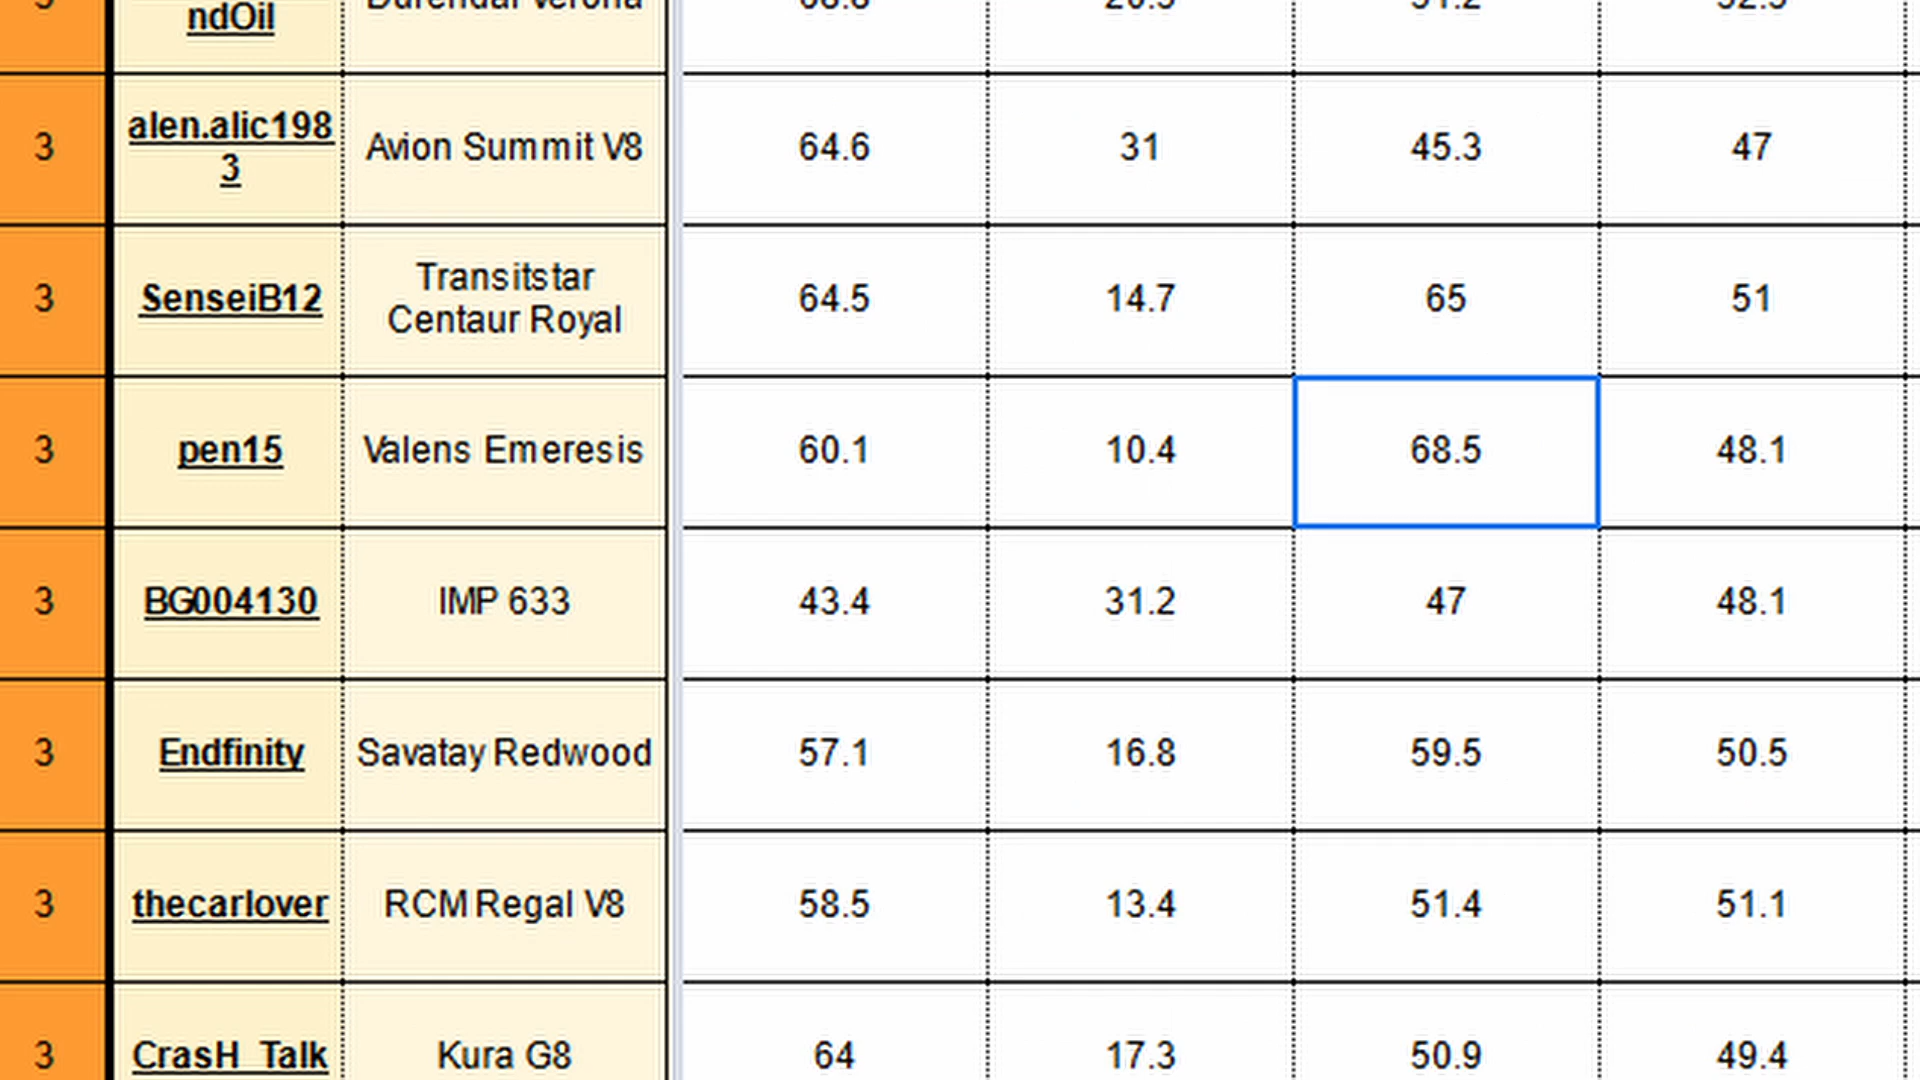 ndOil
3 alen.alic198 Avion Summit V8 64.6 31 45.3 47
3
3 SenseiB12 Transitstar 64.5 14.7 65 51
Centaur Royal
3 pen15 Valens Emeresis 60.1 10.4 68.5 48.1
3 BG004130 IMP 633 43.4 31.2 47 48.1
3 Endfinity Savatay Redwood 57.1 16.8 59.5 50.5
3 thecarlover RCM Regal V8 58.5 13.4 51.4 51.1
3 CrasH_Talk Kura G8 64 17.3 50.9 49.4